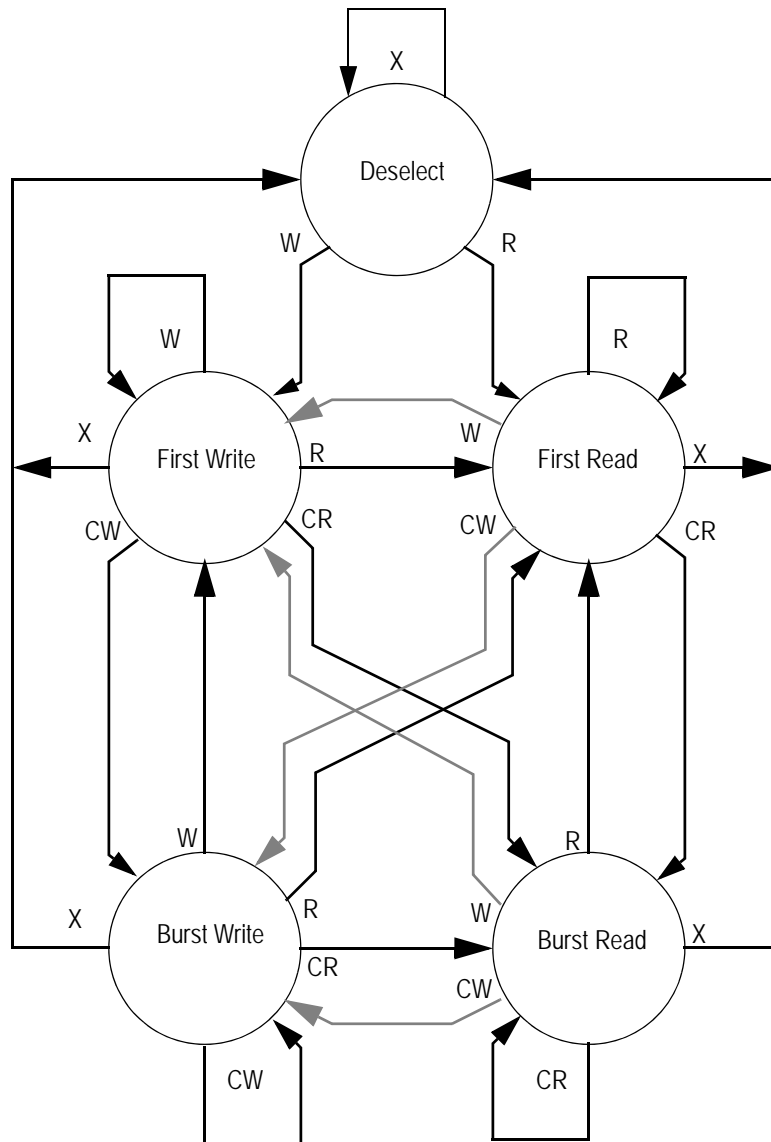 X
Deselect
W
R
W
R
X
W
First Write
R
First Read
X
CW
CR
CW
CR
W
R
X
R
W
X
Burst Write
Burst Read
CR
CW
CW
CR